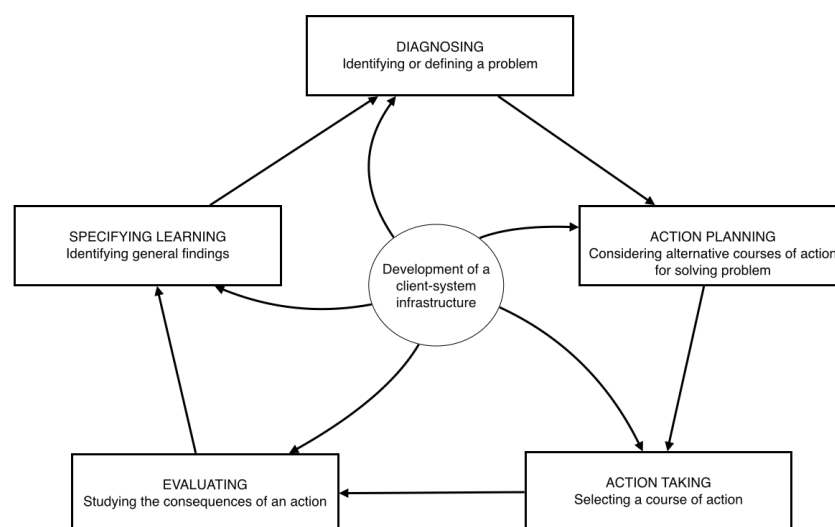 DIAGNOSING
Identifying or defining a problem
SPECIFYING LEARNING
Identifying general findings
Development of a
client-system
infrastructure
ACTION PLANNING
Considering alternative courses of action
for solving problem
EVALUATING
Studying the consequences of an action
ACTION TAKING
Selecting a course of action